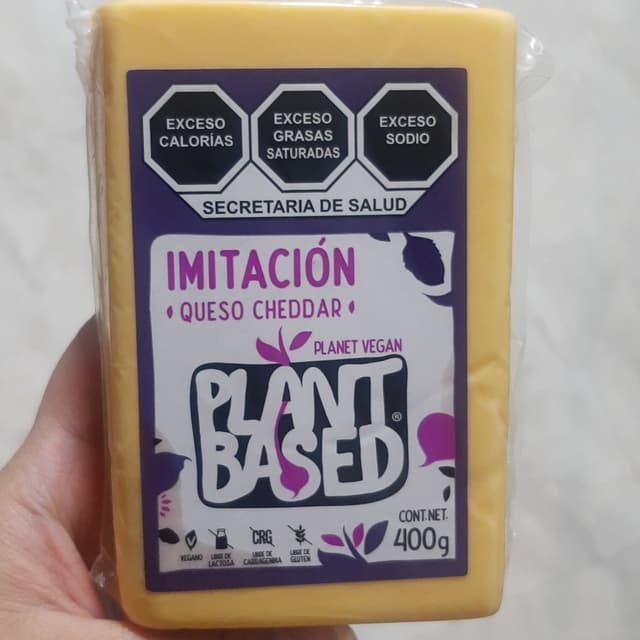 EXCESO
CALORÍAS
EXCESO
GRASAS
SATURADAS
EXCESO
SODIO
SECRETARIA DE SALUD
IMITACIÓN
QUESO CHEDDAR
PLANET VEGAN
PLANT
BASED®
CONT.NET.
400g
VEGANO
LIBRE DE
LACTOSA
CRG
LIBRE DE
CARRAGENINA
LIBRE DE
GLUTEN